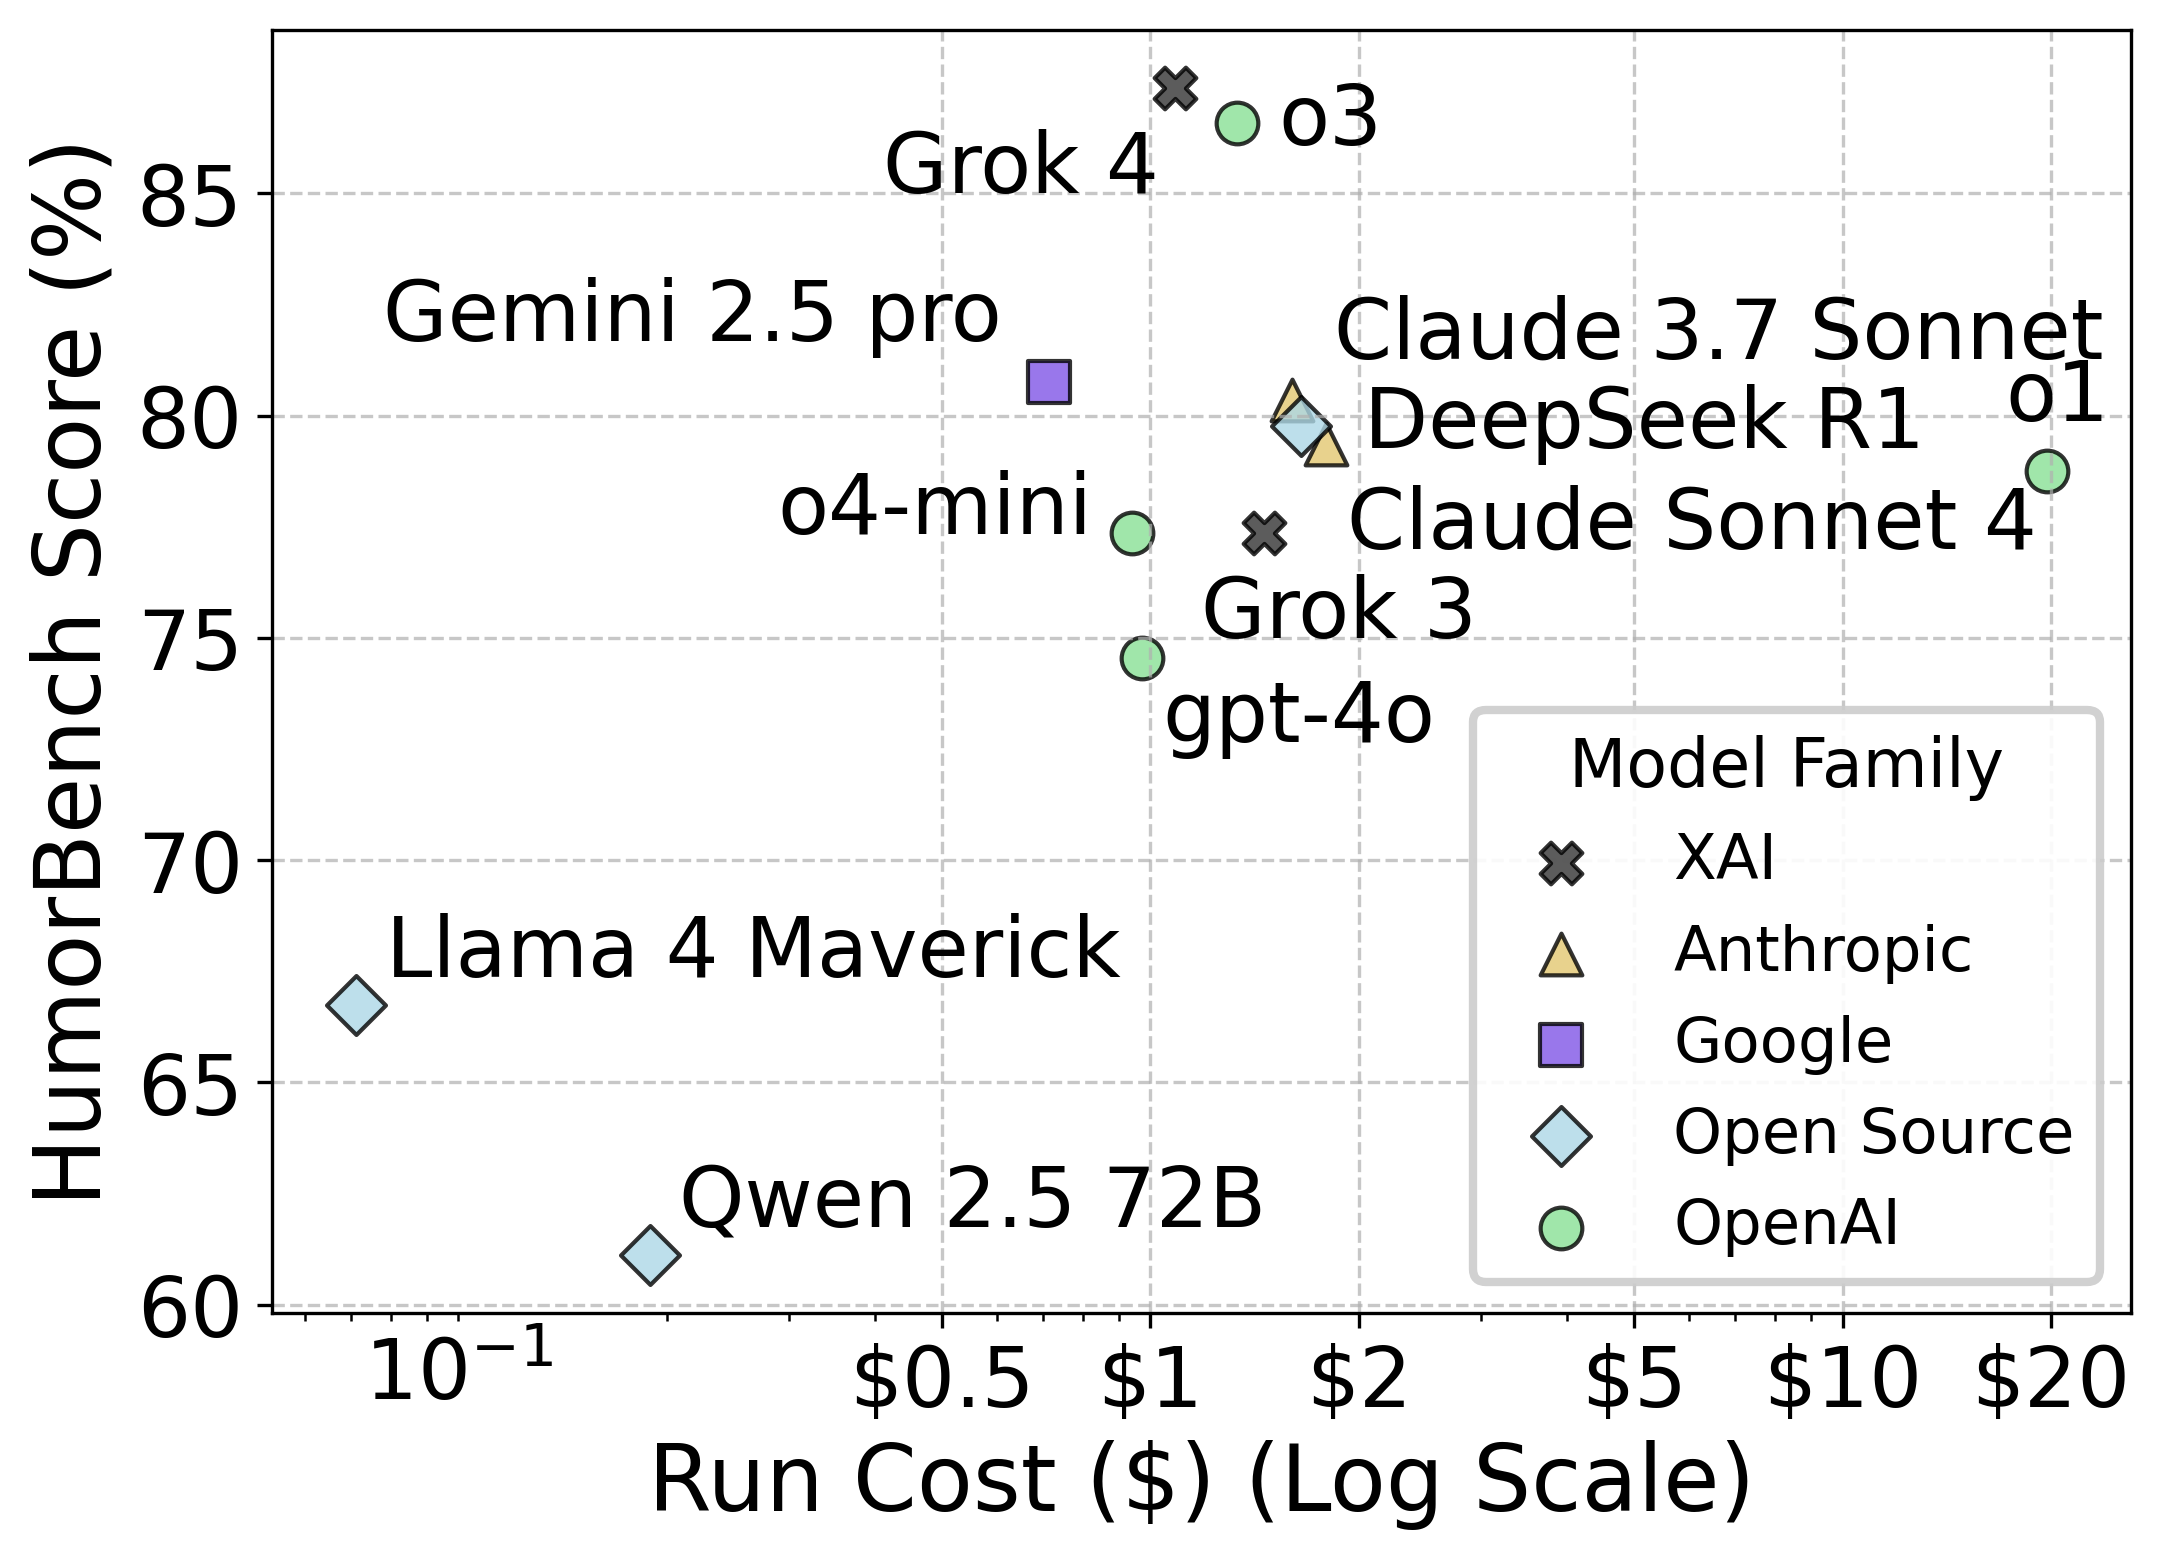 HumorBench Score (%)
85
80
75
70
65
60
Grok 4
o3
Gemini 2.5 pro
Claude 3.7 Sonnet
o1
DeepSeek R1
o4-mini
Claude Sonnet 4
Grok 3
gpt-4o
Llama 4 Maverick
Qwen 2.5 72B
Model Family
XAI
Anthropic
Google
Open Source
OpenAI
10⁻¹ $0.5 $1 $2 $5 $10 $20
Run Cost ($) (Log Scale)